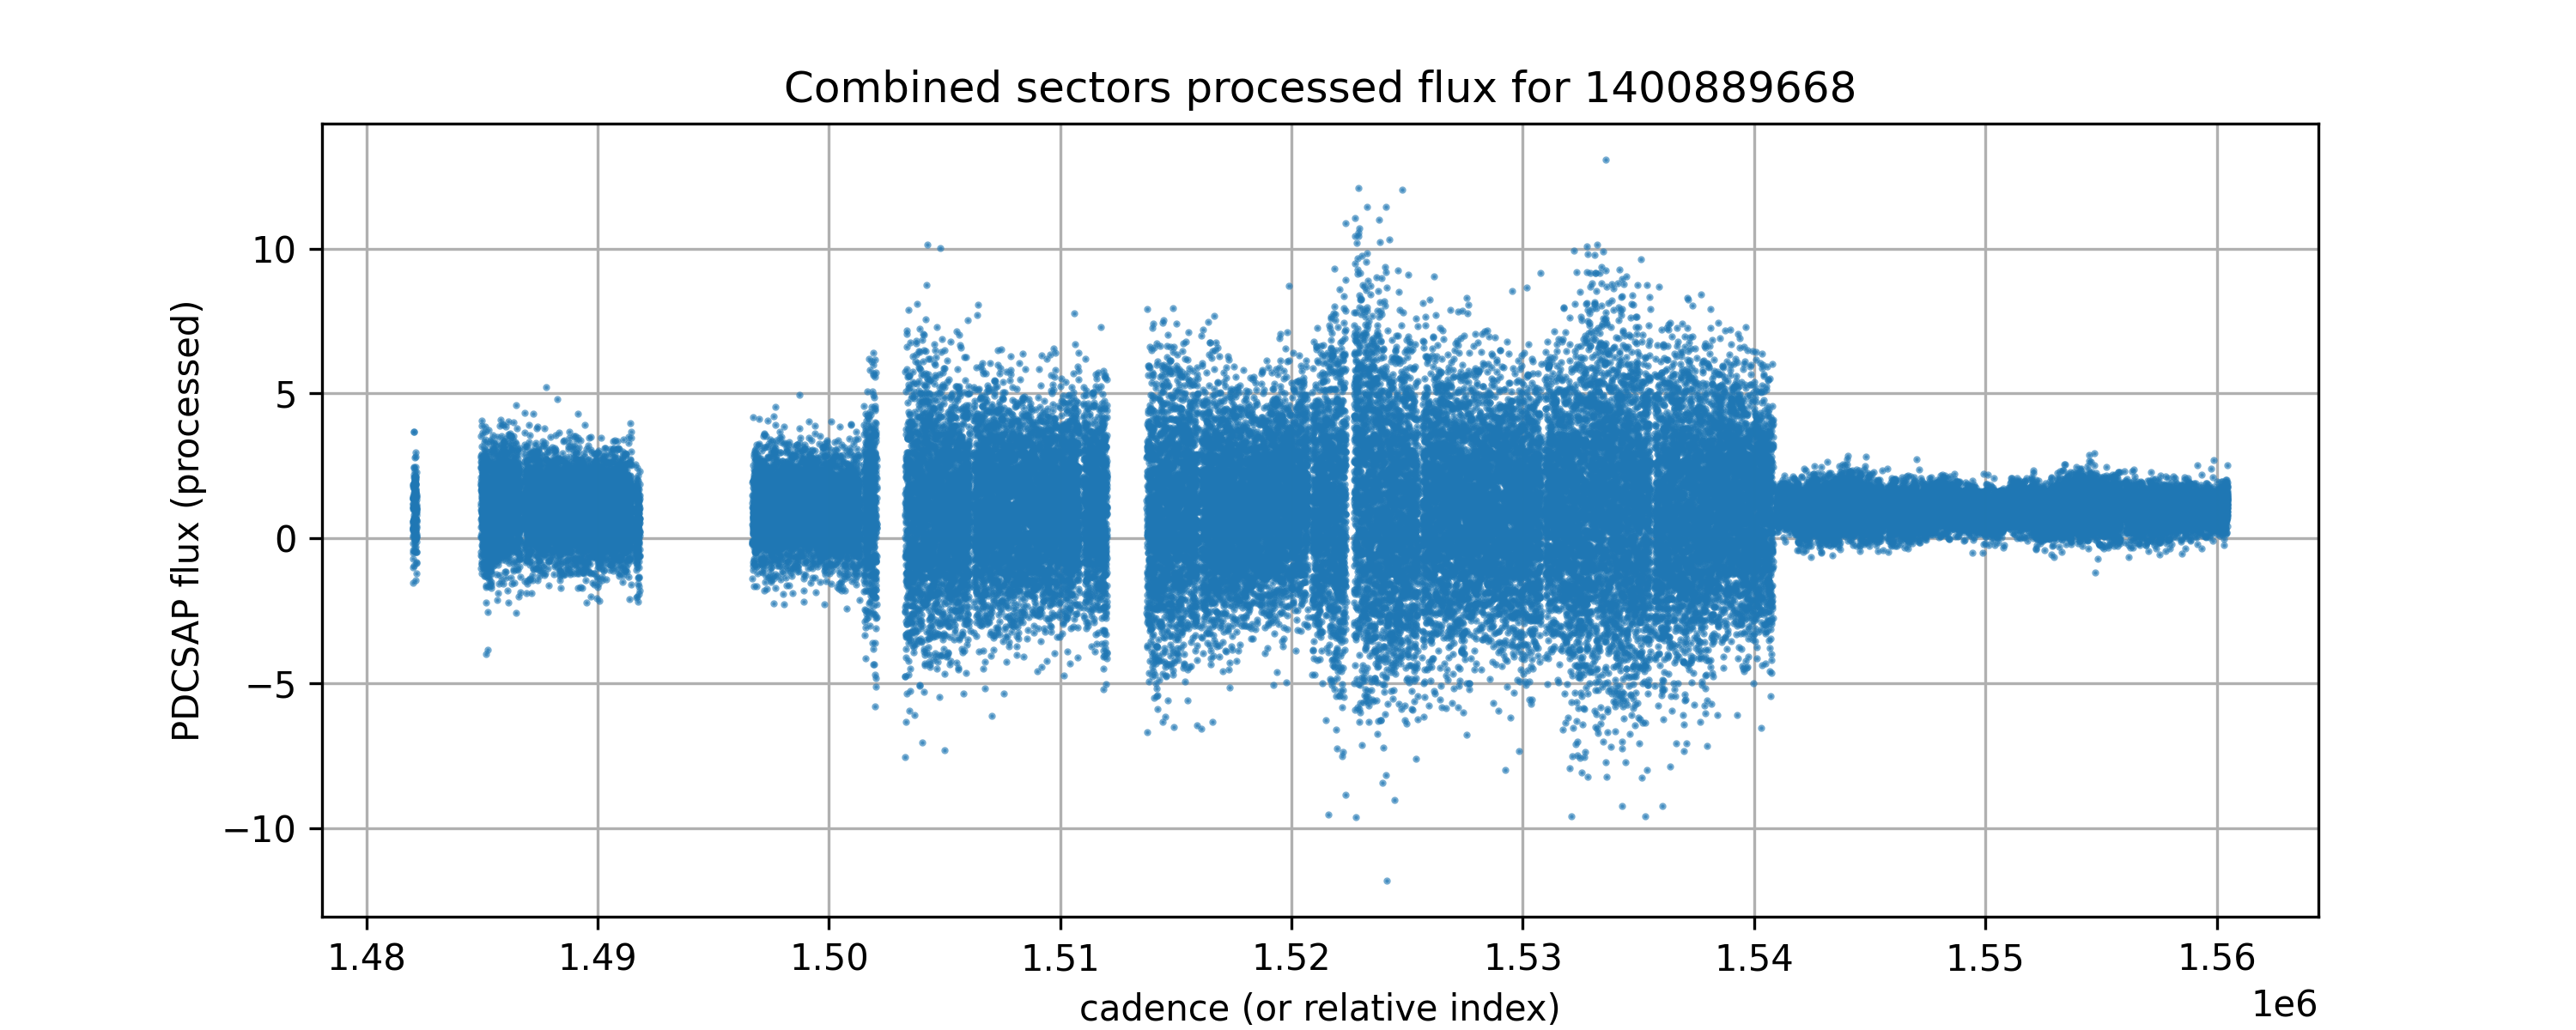 Combined sectors processed flux for 1400889668
PDCSAP flux (processed)
10
5
0
−5
−10
1.48 1.49 1.50 1.51 1.52 1.53 1.54 1.55 1.56
1e6
cadence (or relative index)